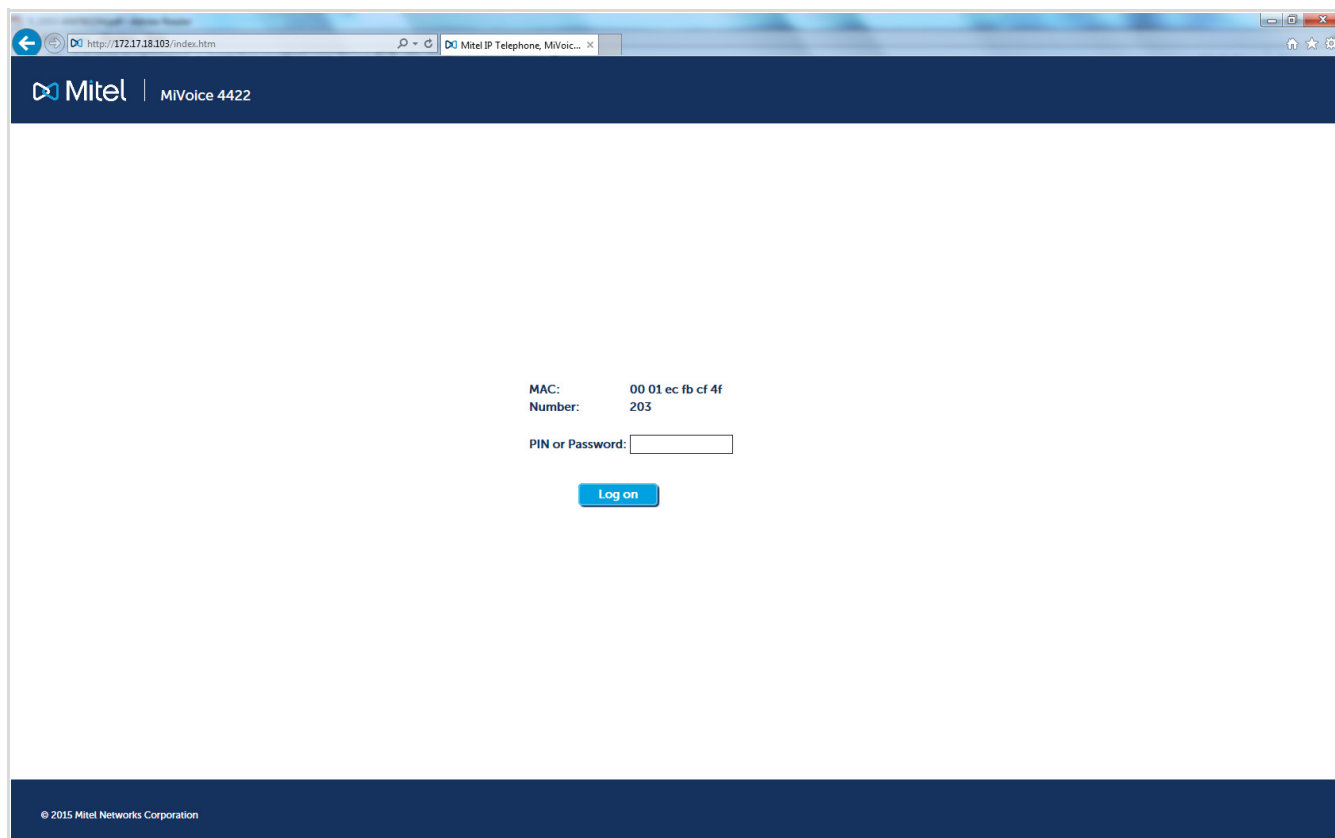 http://172.17.18.103/index.htm
Mitel IP Telephone, MiVoic...
Mitel | MiVoice 4422
MAC: 00 01 ec fb cf 4f
Number: 203
PIN or Password:
Log on
© 2015 Mitel Networks Corporation